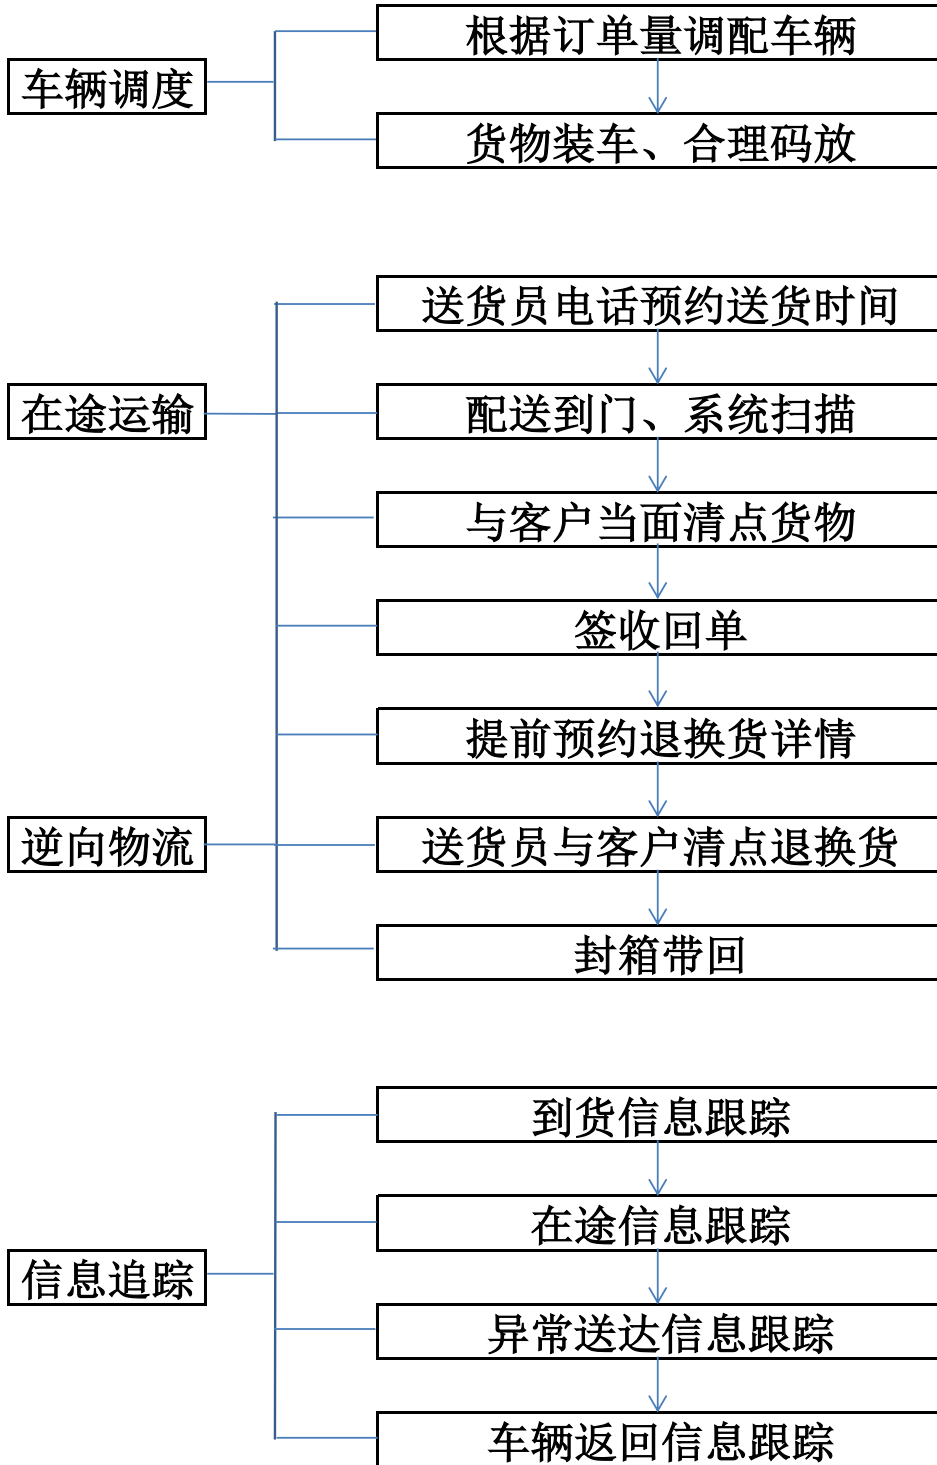 根据订单量调配车辆
车辆调度
货物装车、合理码放
送货员电话预约送货时间
在途运输
配送到门、系统扫描
与客户当面清点货物
签收回单
提前预约退换货详情
逆向物流
送货员与客户清点退换货
封箱带回
到货信息跟踪
在途信息跟踪
信息追踪
异常送达信息跟踪
车辆返回信息跟踪